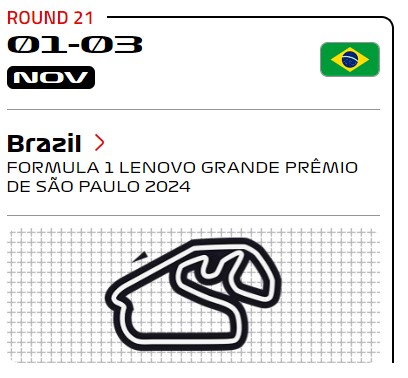 ROUND 21
01-03
NOV
Brazil
FORMULA 1 LENOVO GRANDE PRÊMIO
DE SÃO PAULO 2024